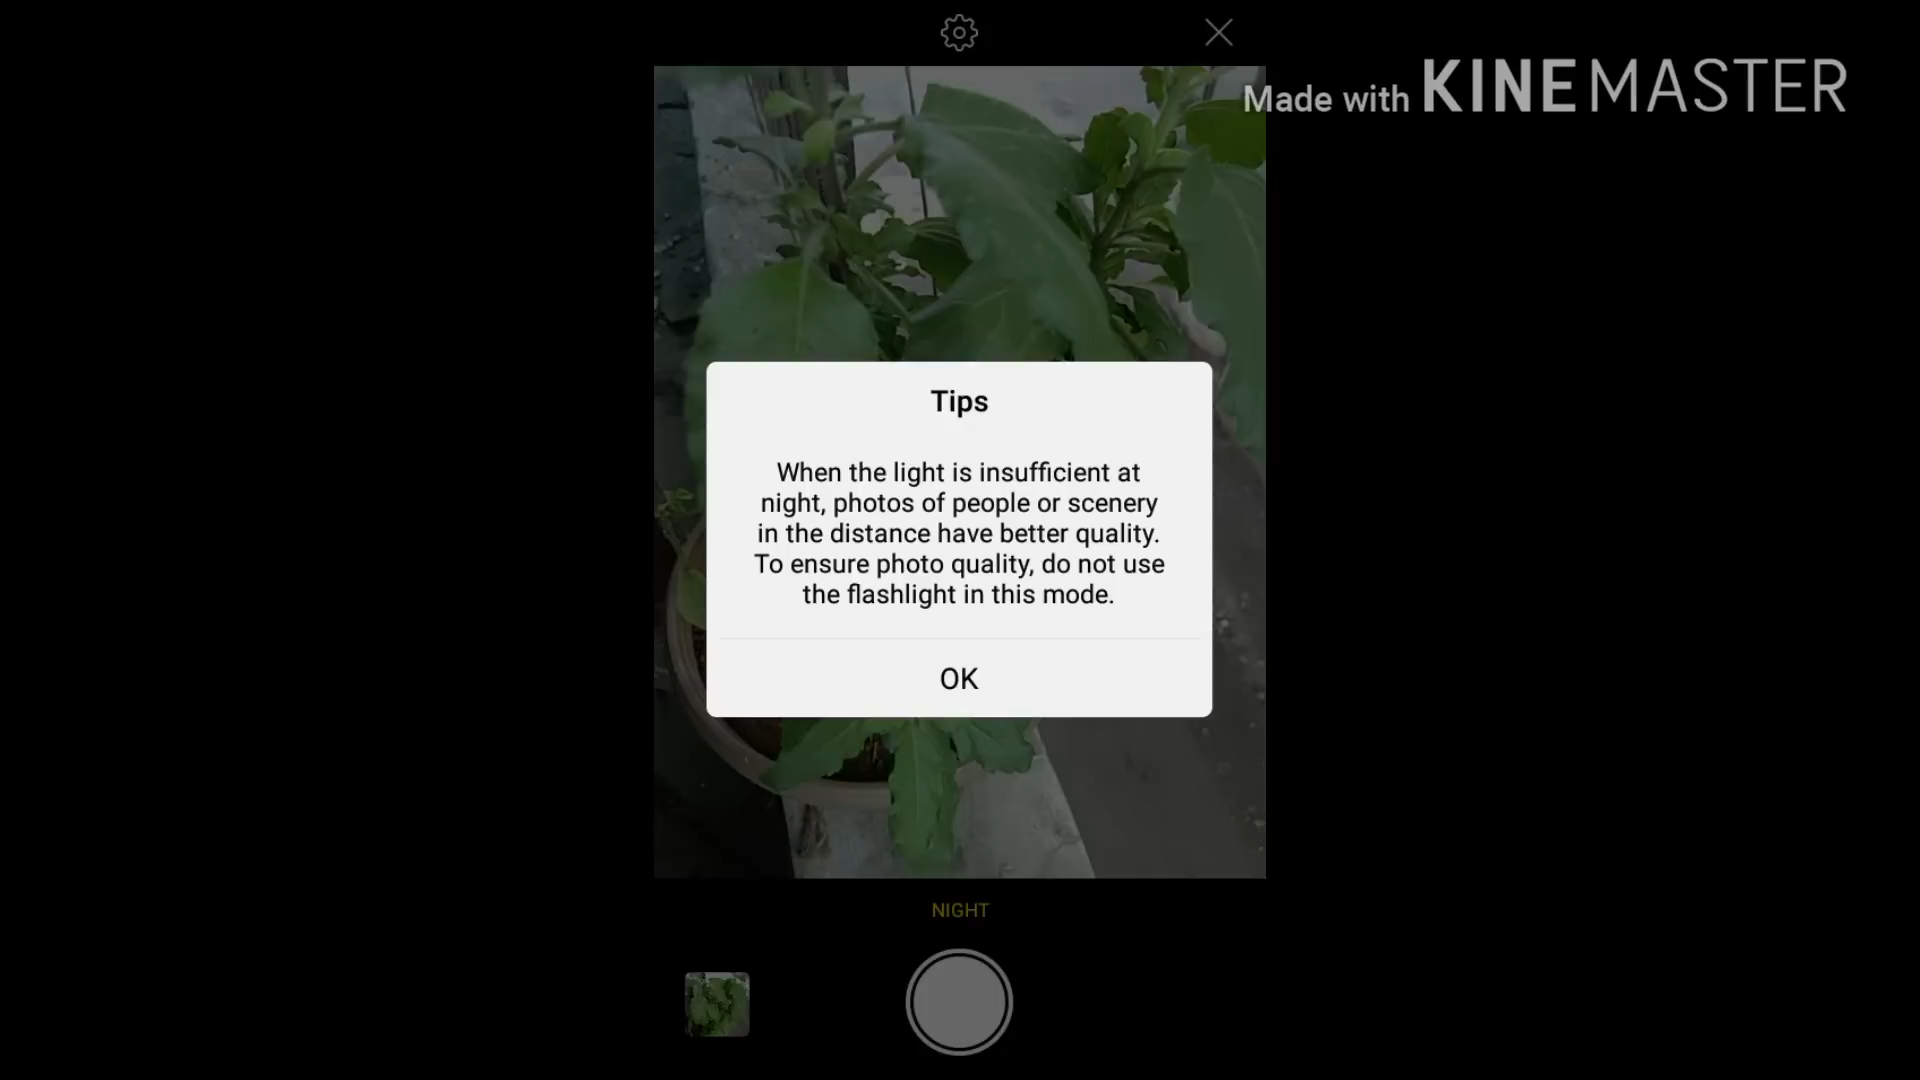 Made with KINEMASTER
Tips
When the light is insufficient at
night, photos of people or scenery
in the distance have better quality.
To ensure photo quality, do not use
the flashlight in this mode.
OK
NIGHT